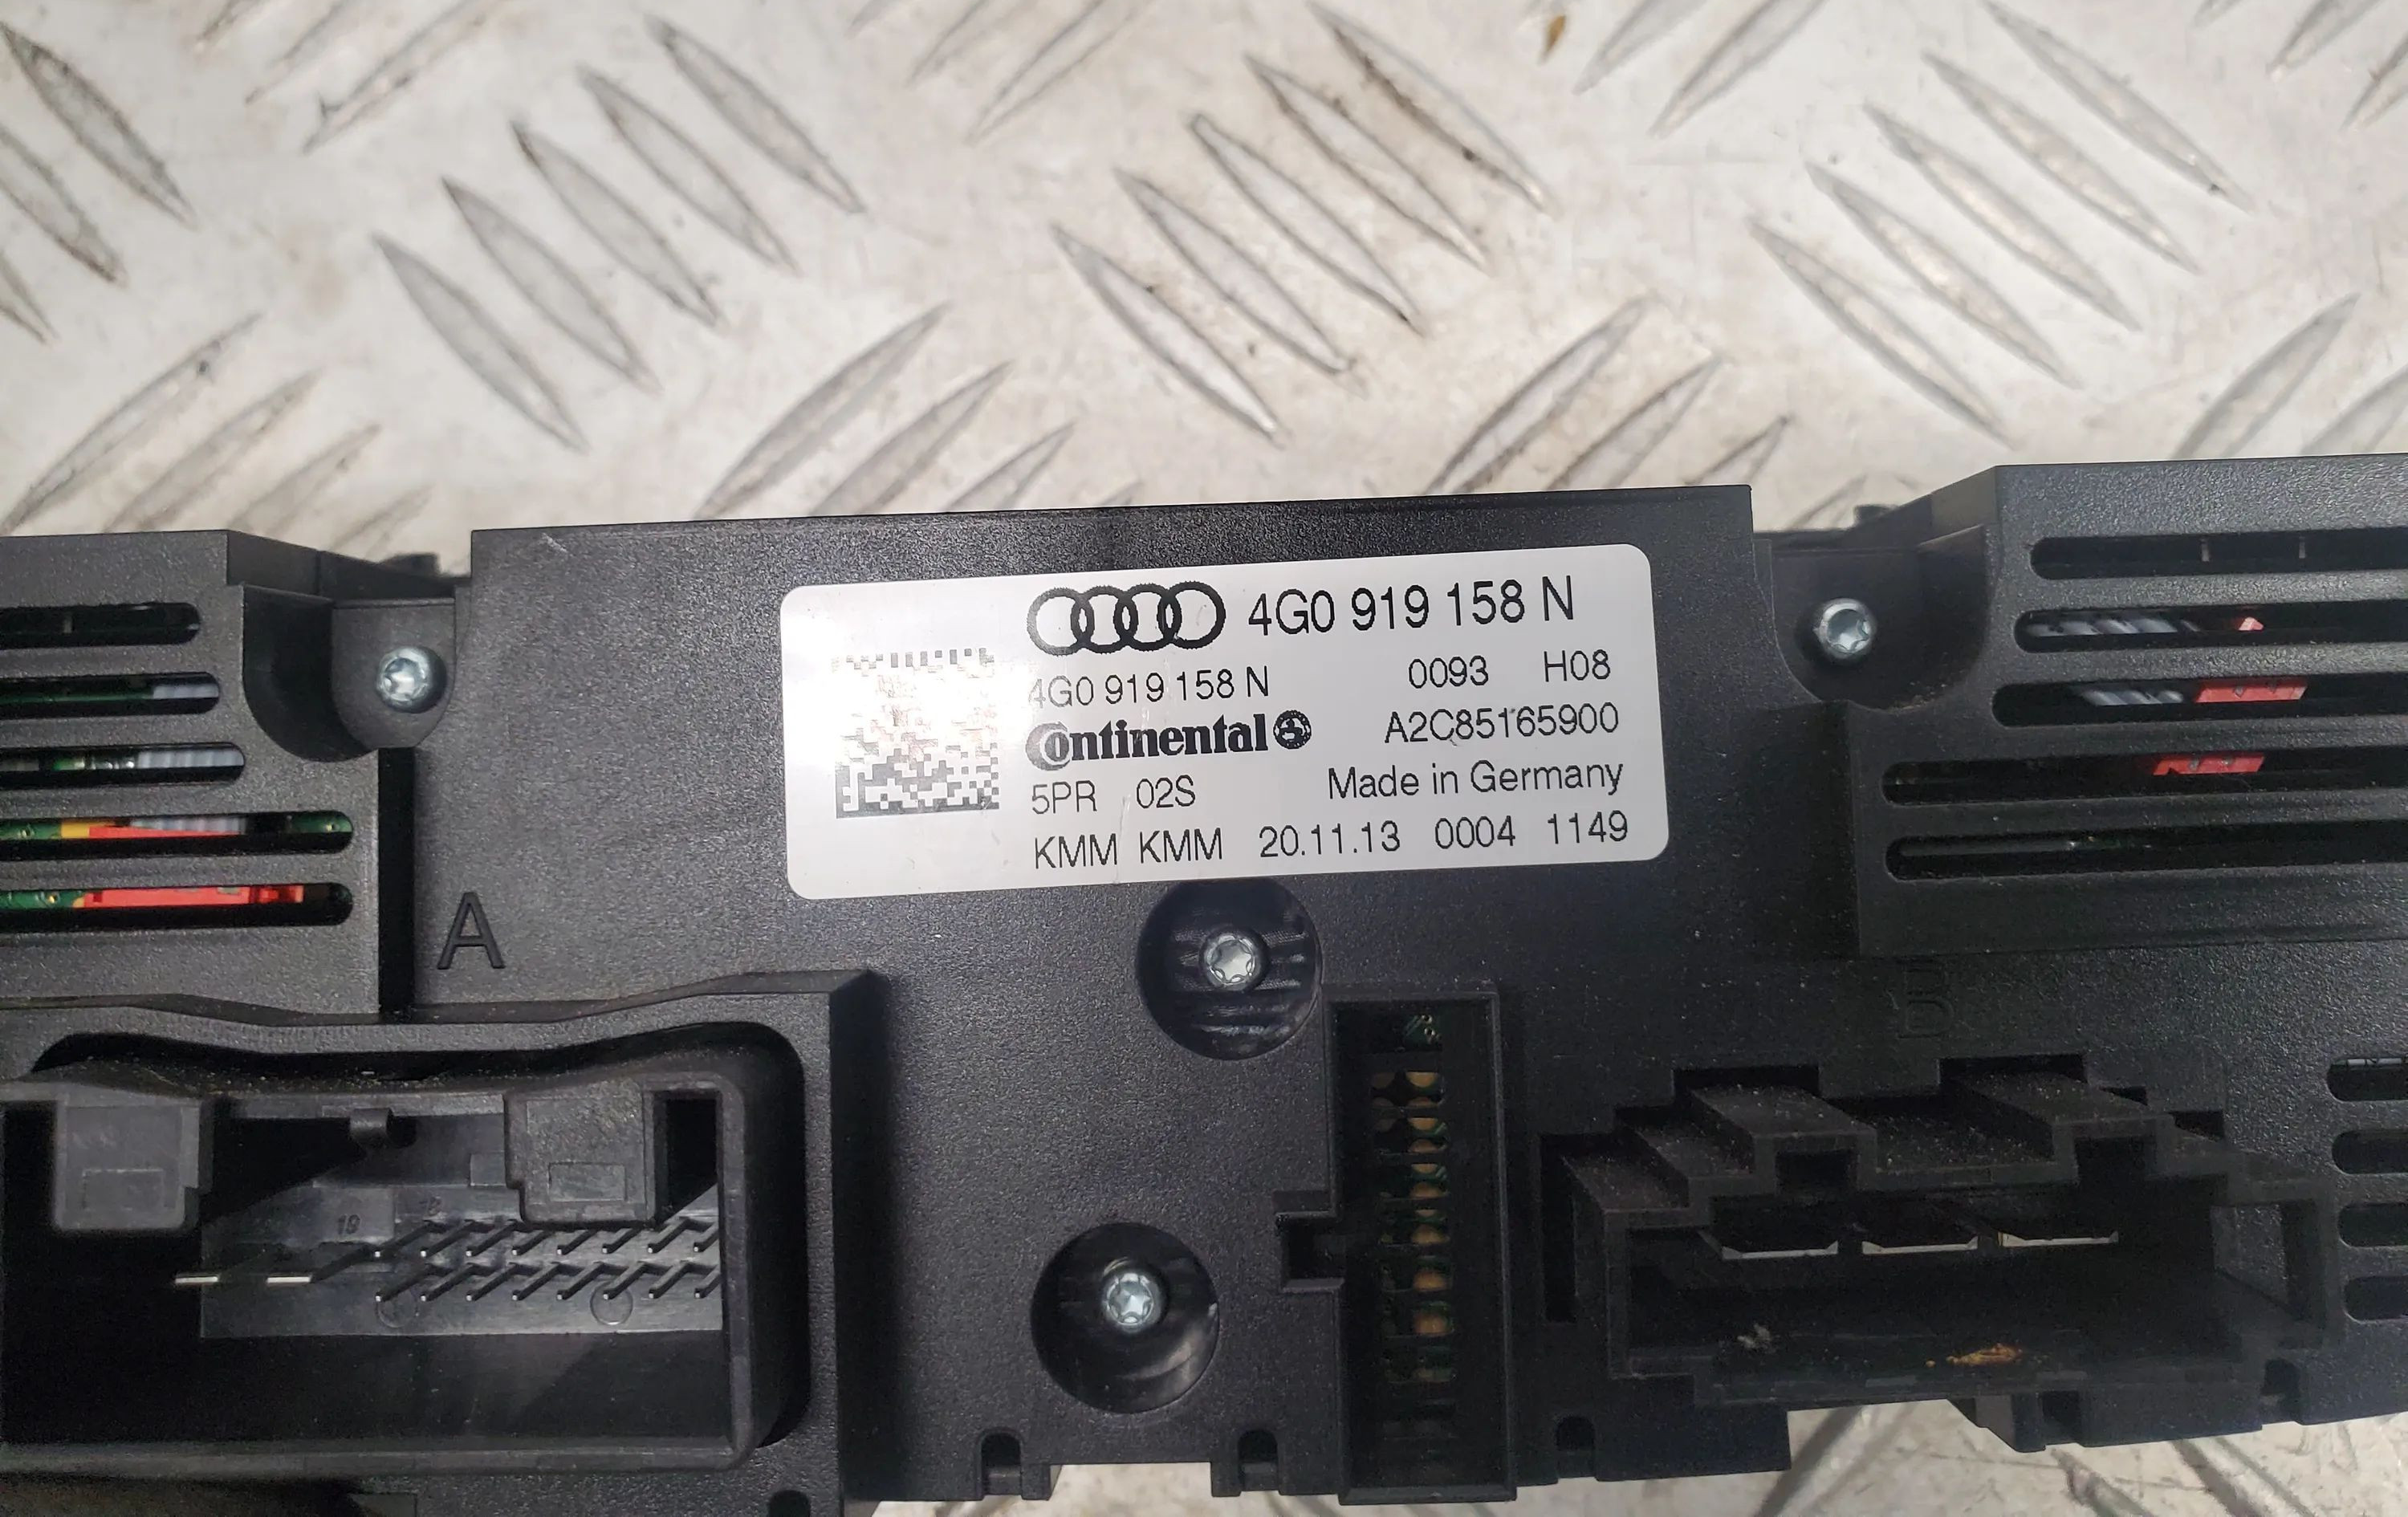 4G0 919 158 N
4G0 919 158 N 0093 H08
Continental A2C85165900
5PR 02S Made in Germany
KMM KMM 20.11.13 0004 1149
A
D
19